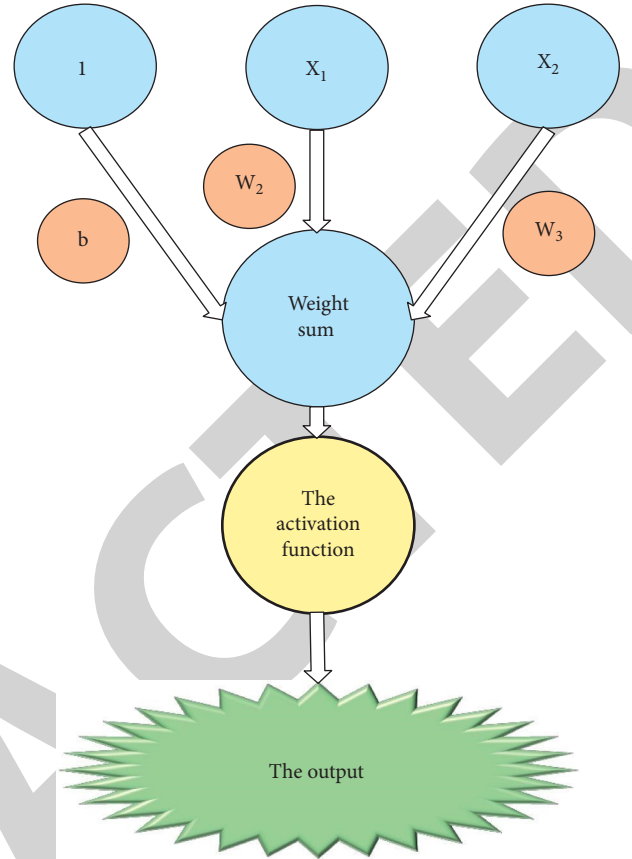 1
X₁
X₂
W₂
b
W₃
Weight
sum
The
activation
function
The output